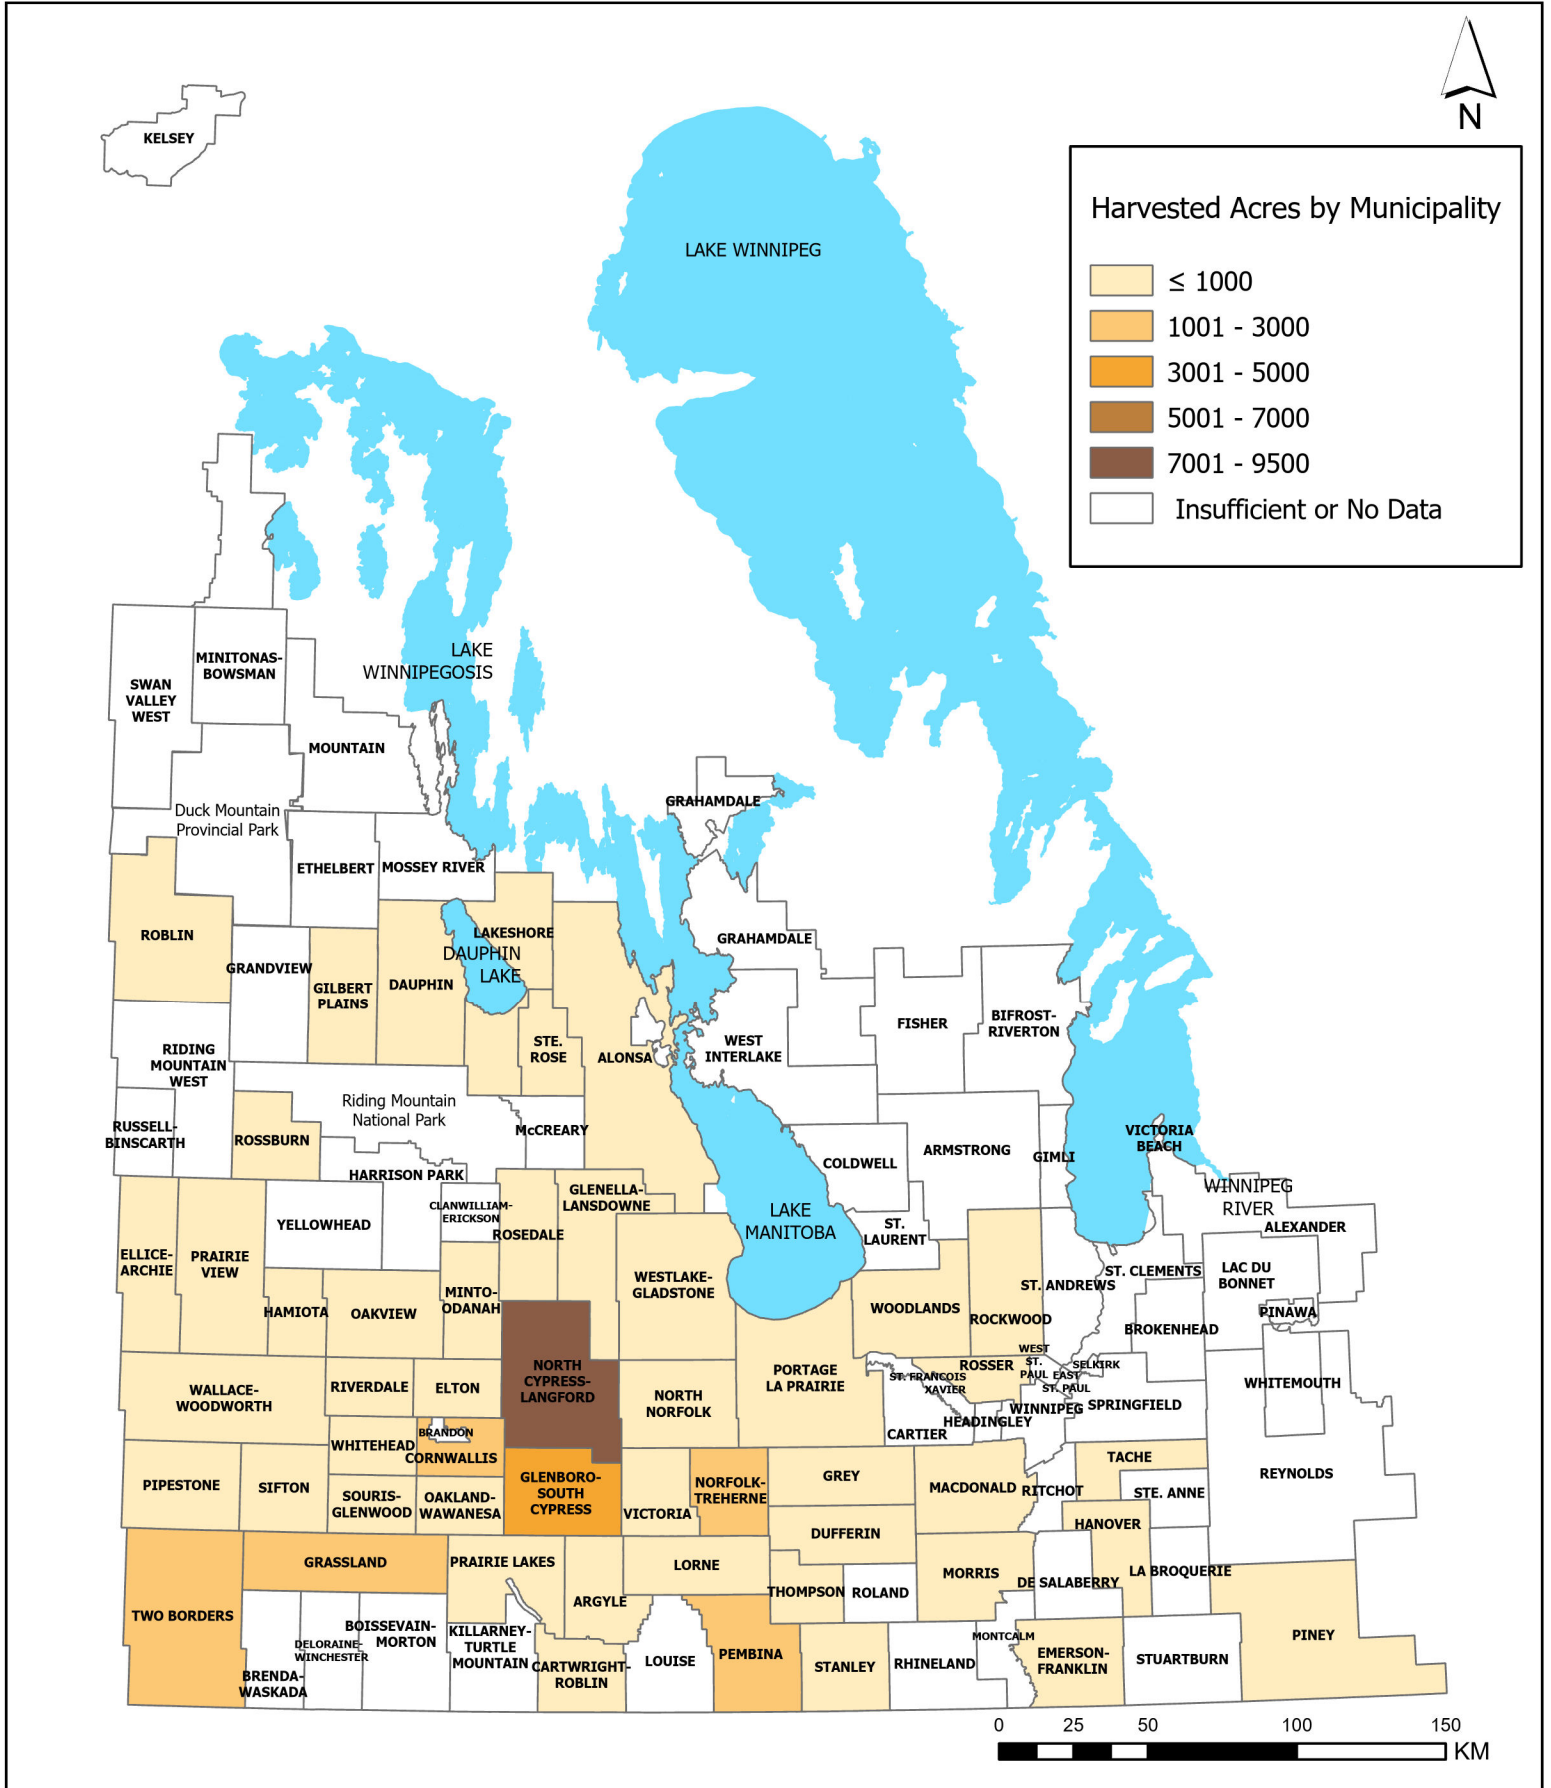 N
KELSEY
Harvested Acres by Municipality
≤ 1000
1001 - 3000
3001 - 5000
5001 - 7000
7001 - 9500
Insufficient or No Data
LAKE WINNIPEG
LAKE
WINNIPEGOSIS
MINITONAS-
BOWSMAN
SWAN
VALLEY
WEST
MOUNTAIN
Duck Mountain
Provincial Park
GRAHAMDALE
ETHELBERT
MOSSEY RIVER
ROBLIN
LAKESHORE
DAUPHIN
LAKE
GRAHAMDALE
GRANDVIEW
GILBERT
PLAINS
DAUPHIN
FISHER
BIFROST-
RIVERTON
RIDING
MOUNTAIN
WEST
STE.
ROSE
ALONSA
WEST
INTERLAKE
Riding Mountain
National Park
RUSSELL-
BINSCARTH
ROSSBURN
McCREARY
VICTORIA
BEACH
ARMSTRONG
GIMLI
COLDWELL
HARRISON PARK
GLENELLA-
LANSDOWNE
WINNIPEG
RIVER
CLANWILLIAM-
ERICKSON
YELLOWHEAD
ROSEDALE
LAKE
MANITOBA
ST.
LAURENT
ALEXANDER
ELLICE-
ARCHIE
PRAIRIE
VIEW
WESTLAKE-
GLADSTONE
ST. ANDREWS
ST. CLEMENTS
LAC DU
BONNET
HAMIOTA
OAKVIEW
MINTO-
ODANAH
WOODLANDS
ROCKWOOD
PINAWA
BROKENHEAD
NORTH
CYPRESS-
LANGFORD
PORTAGE
LA PRAIRIE
ST. FRANCOIS
XAVIER
ROSSER
WEST
ST.
PAUL
EAST
ST. PAUL
SELKIRK
WHITEMOUTH
WALLACE-
WOODWORTH
RIVERDALE
ELTON
NORTH
NORFOLK
WINNIPEG
SPRINGFIELD
HEADINGLEY
CARTIER
WHITEHEAD
BRANDON
CORNWALLIS
TACHE
REYNOLDS
PIPESTONE
SIFTON
SOURIS-
GLENWOOD
OAKLAND-
WAWANESA
GLENBORO-
SOUTH
CYPRESS
VICTORIA
NORFOLK-
TREHERNE
GREY
MACDONALD
RITCHOT
STE. ANNE
HANOVER
DUFFERIN
GRASSLAND
PRAIRIE LAKES
LORNE
MORRIS
DE SALABERRY
LA BROQUERIE
THOMPSON
ROLAND
TWO BORDERS
ARGYLE
BOISSEVAIN-
MORTON
DELORAINE-
WINCHESTER
BRENDA-
WASKADA
KILLARNEY-
TURTLE
MOUNTAIN
CARTWRIGHT-
ROBLIN
LOUISE
PEMBINA
STANLEY
RHINELAND
MONTCALM
EMERSON-
FRANKLIN
STUARTBURN
PINEY
0 25 50 100 150
KM